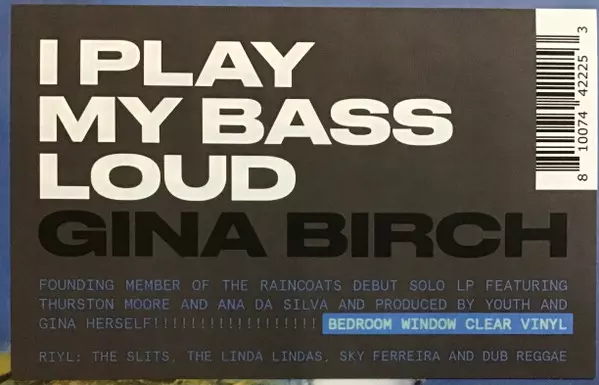 I PLAY
MY BASS
LOUD
GINA BIRCH
FOUNDING MEMBER OF THE RAINCOATS DEBUT SOLO LP FEATURING
THURSTON MOORE AND ANA DA SILVA AND PRODUCED BY YOUTH AND
GINA HERSELF!!!!!!!!!!!!!!!!!!! BEDROOM WINDOW CLEAR VINYL
RIYL: THE SLITS, THE LINDA LINDAS, SKY FERREIRA AND DUB REGGAE
8 10074 42225 3